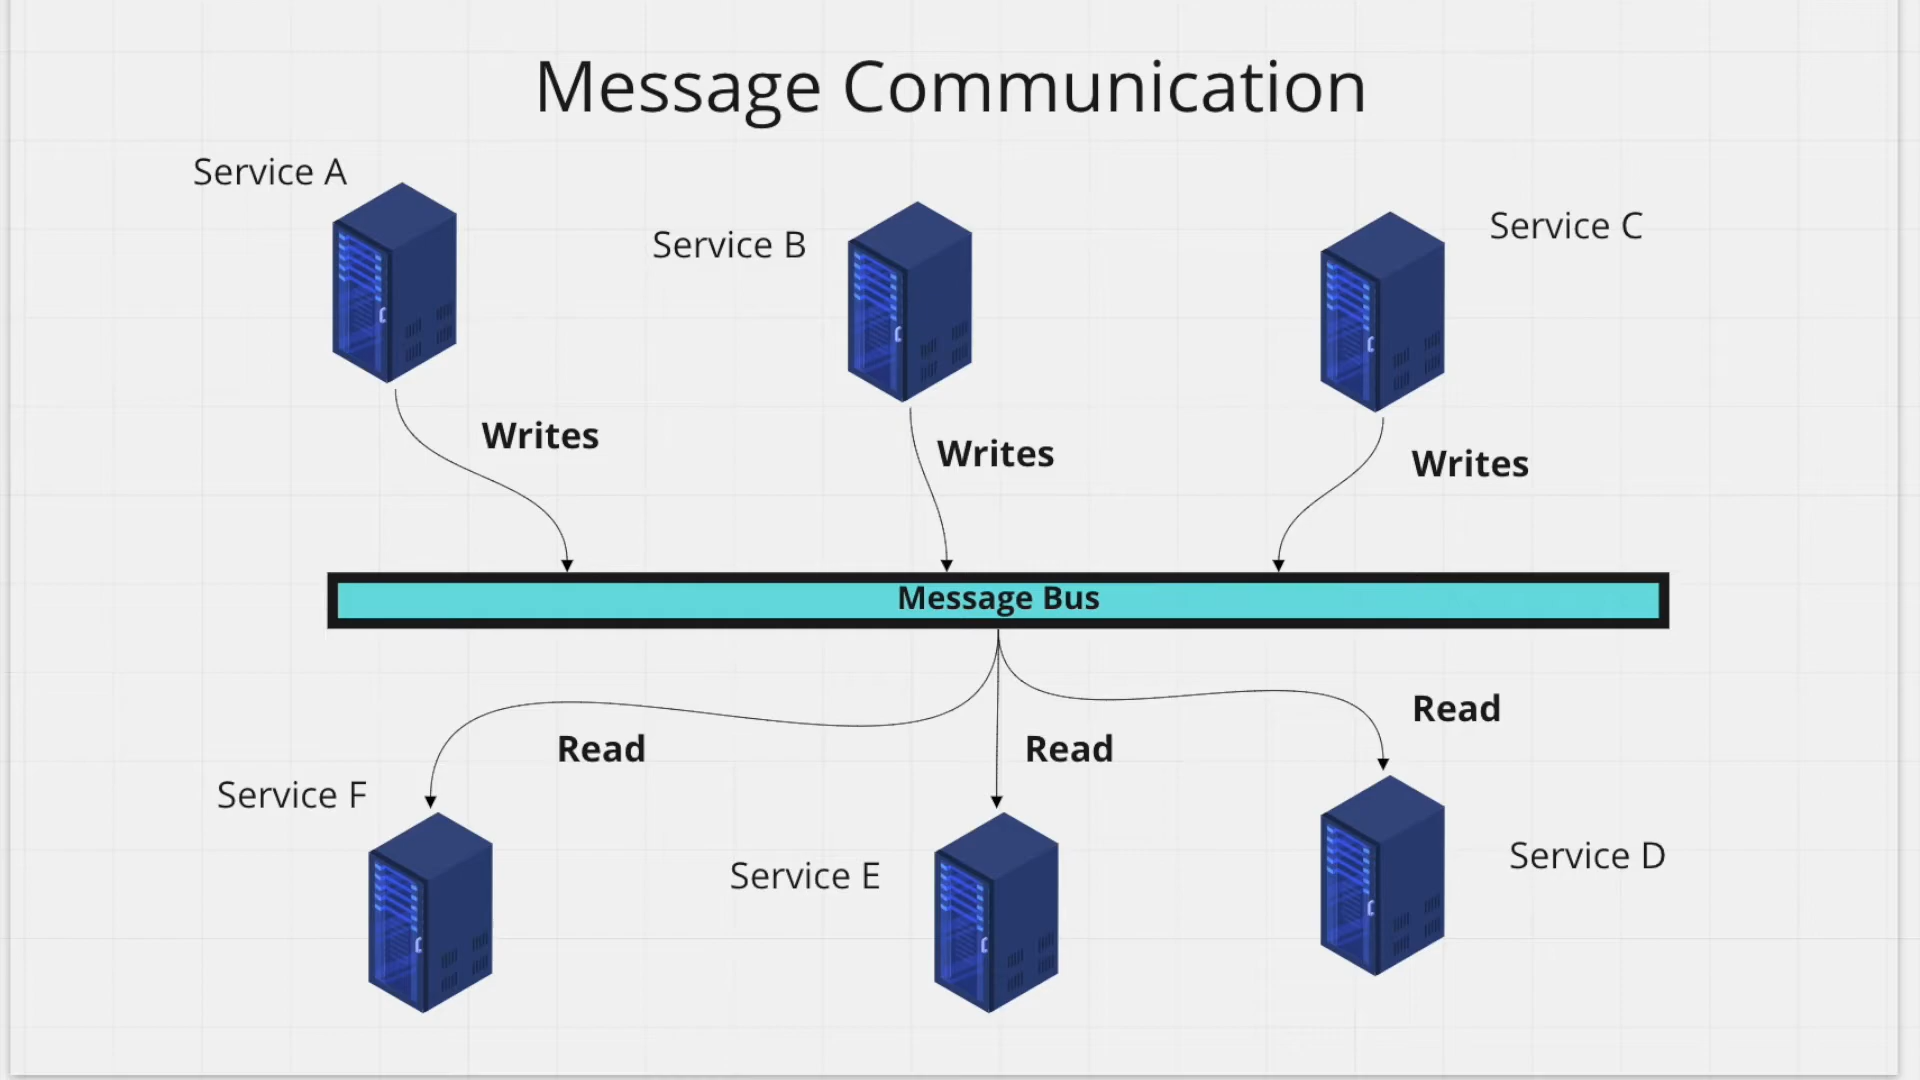 Message Communication
Service A
Service B
Service C
Writes
Writes
Writes
Message Bus
Read
Read
Read
Service F
Service E
Service D